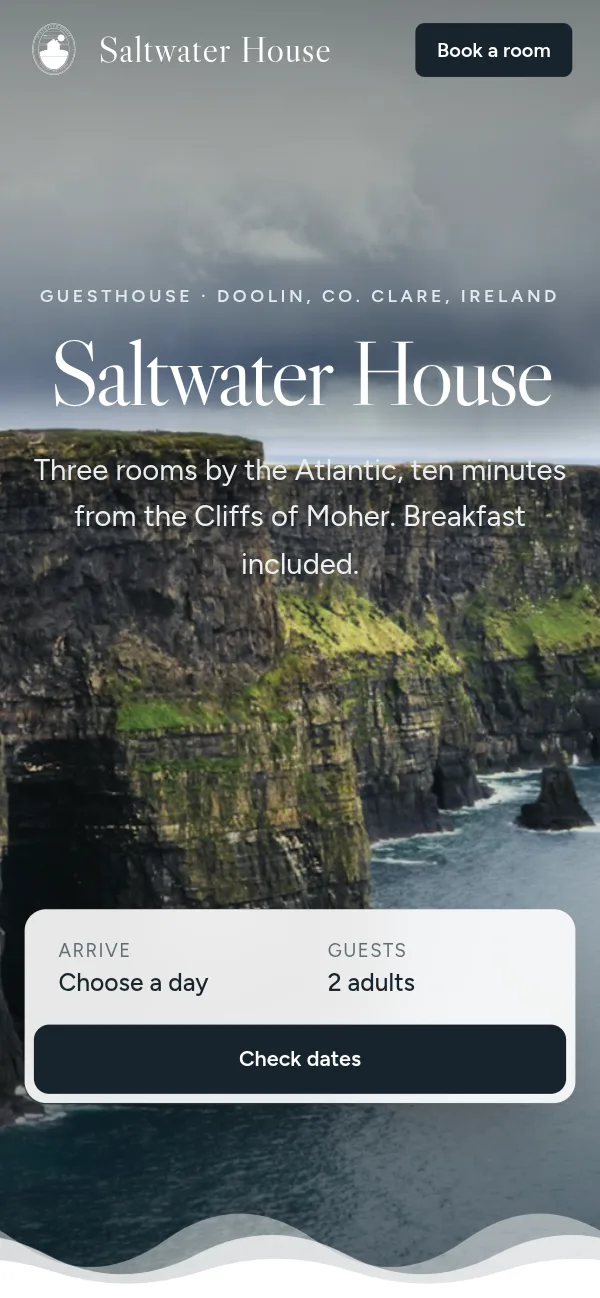 Saltwater House
Book a room
GUESTHOUSE · DOOLIN, CO. CLARE, IRELAND
Saltwater House
Three rooms by the Atlantic, ten minutes
from the Cliffs of Moher. Breakfast
included.
ARRIVE
GUESTS
Choose a day
2 adults
Check dates